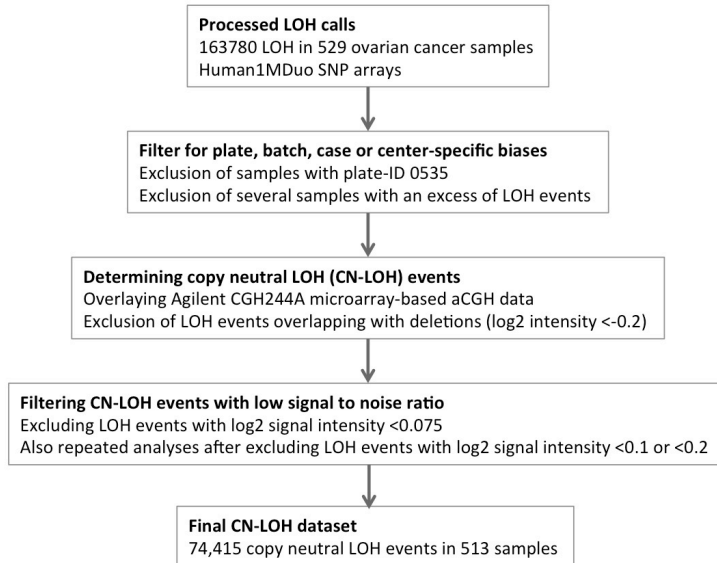 Processed LOH calls
163780 LOH in 529 ovarian cancer samples
Human1MDuo SNP arrays
Filter for plate, batch, case or center-specific biases
Exclusion of samples with plate-ID 0535
Exclusion of several samples with an excess of LOH events
Determining copy neutral LOH (CN-LOH) events
Overlaying Agilent CGH244A microarray-based aCGH data
Exclusion of LOH events overlapping with deletions (log2 intensity <-0.2)
Filtering CN-LOH events with low signal to noise ratio
Excluding LOH events with log2 signal intensity <0.075
Also repeated analyses after excluding LOH events with log2 signal intensity <0.1 or <0.2
Final CN-LOH dataset
74,415 copy neutral LOH events in 513 samples